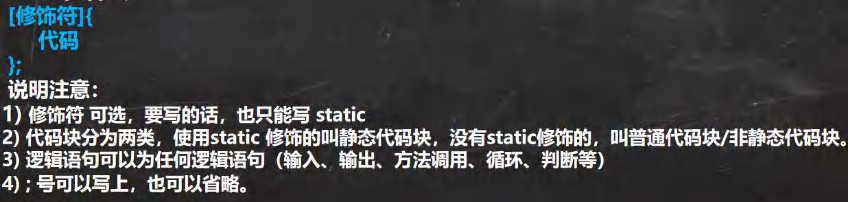 [修饰符]{
代码
};
说明注意：
1) 修饰符 可选，要写的话，也只能写 static
2) 代码块分为两类，使用static 修饰的叫静态代码块，没有static修饰的，叫普通代码块/非静态代码块。
3) 逻辑语句可以为任何逻辑语句（输入、输出、方法调用、循环、判断等）
4) ; 号可以写上，也可以省略。